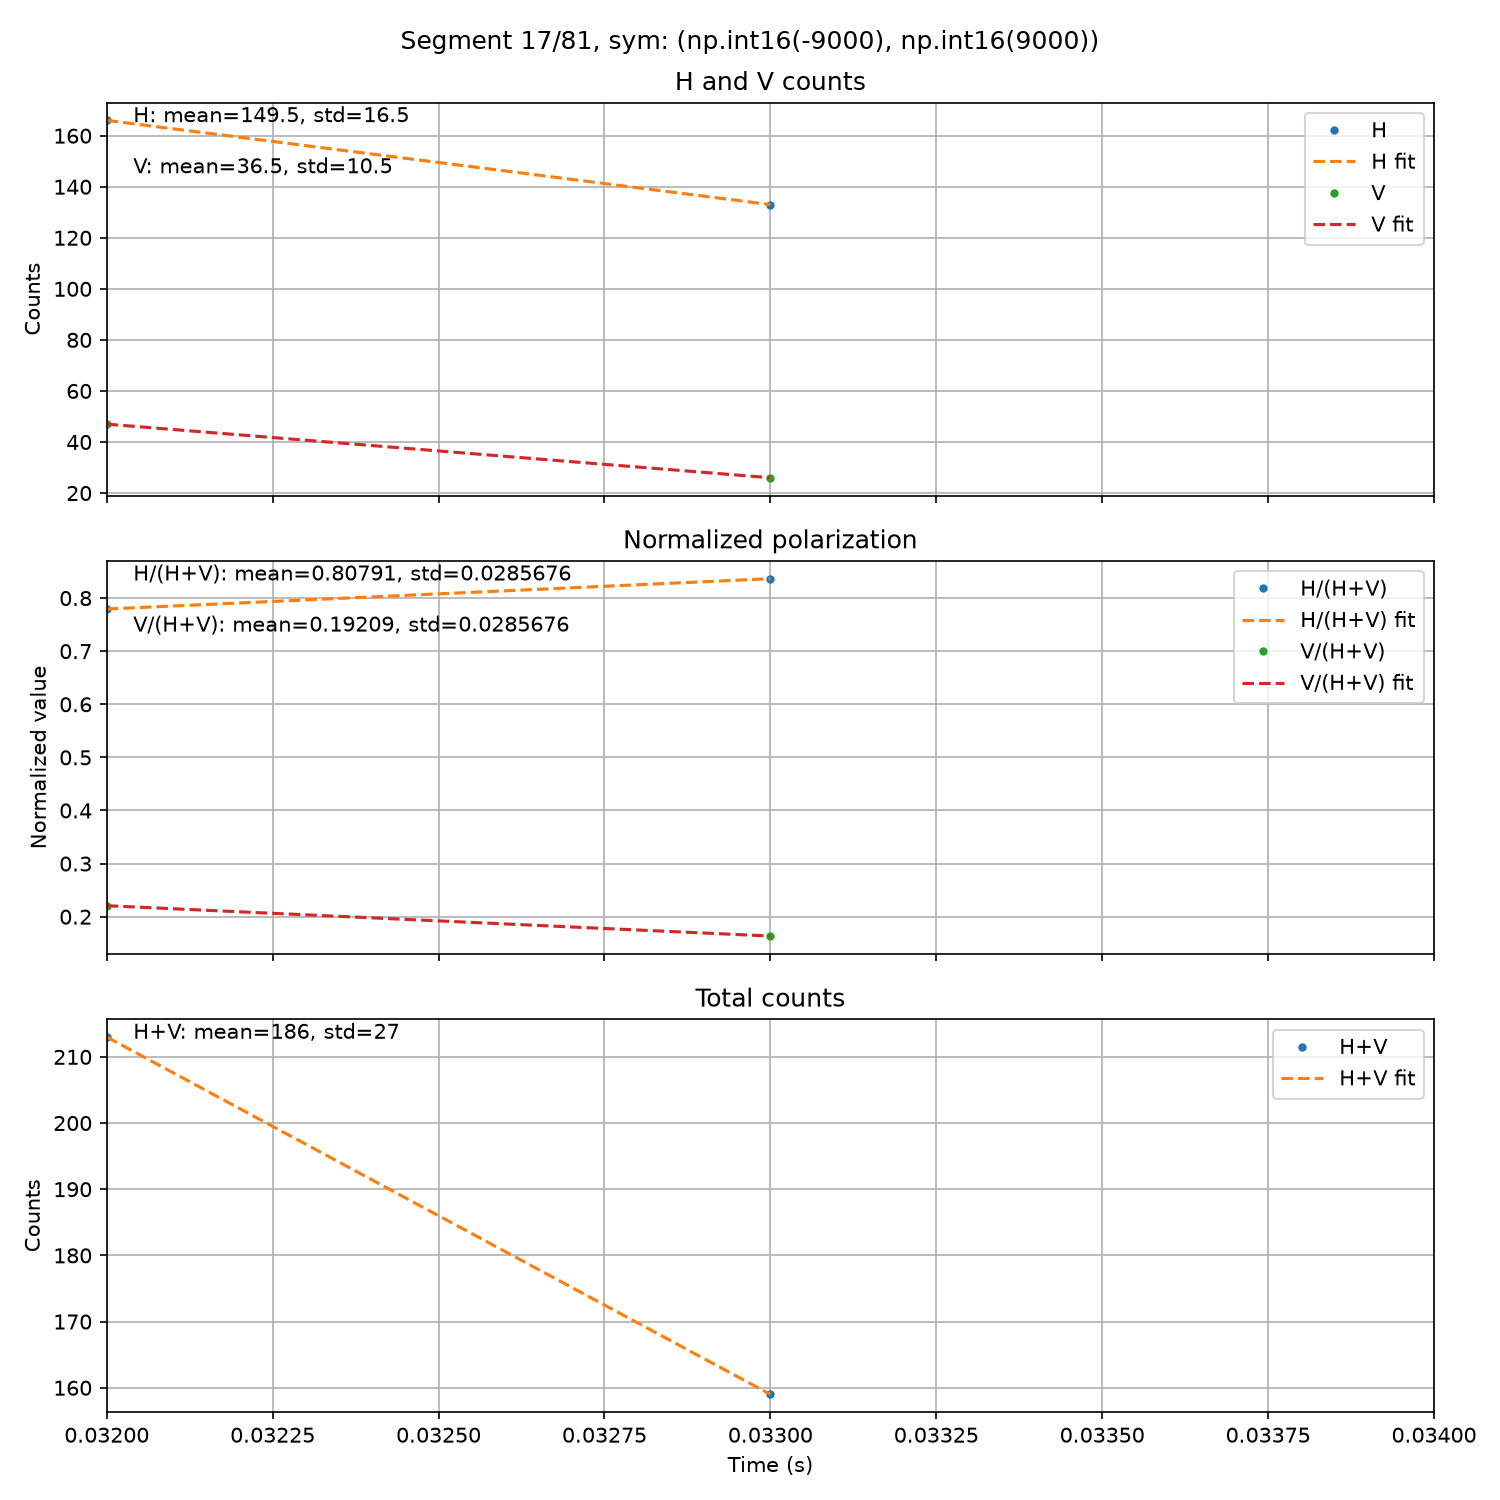 Segment 17/81, sym: (np.int16(-9000), np.int16(9000))
H and V counts
H: mean=149.5, std=16.5
V: mean=36.5, std=10.5
H
H fit
V
V fit
160
140
120
100
80
60
40
20
Counts
Normalized polarization
H/(H+V): mean=0.80791, std=0.0285676
V/(H+V): mean=0.19209, std=0.0285676
H/(H+V)
H/(H+V) fit
V/(H+V)
V/(H+V) fit
0.8
0.7
0.6
0.5
0.4
0.3
0.2
Normalized value
Total counts
H+V: mean=186, std=27
H+V
H+V fit
210
200
190
180
170
160
Counts
0.03200 0.03225 0.03250 0.03275 0.03300 0.03325 0.03350 0.03375 0.03400
Time (s)